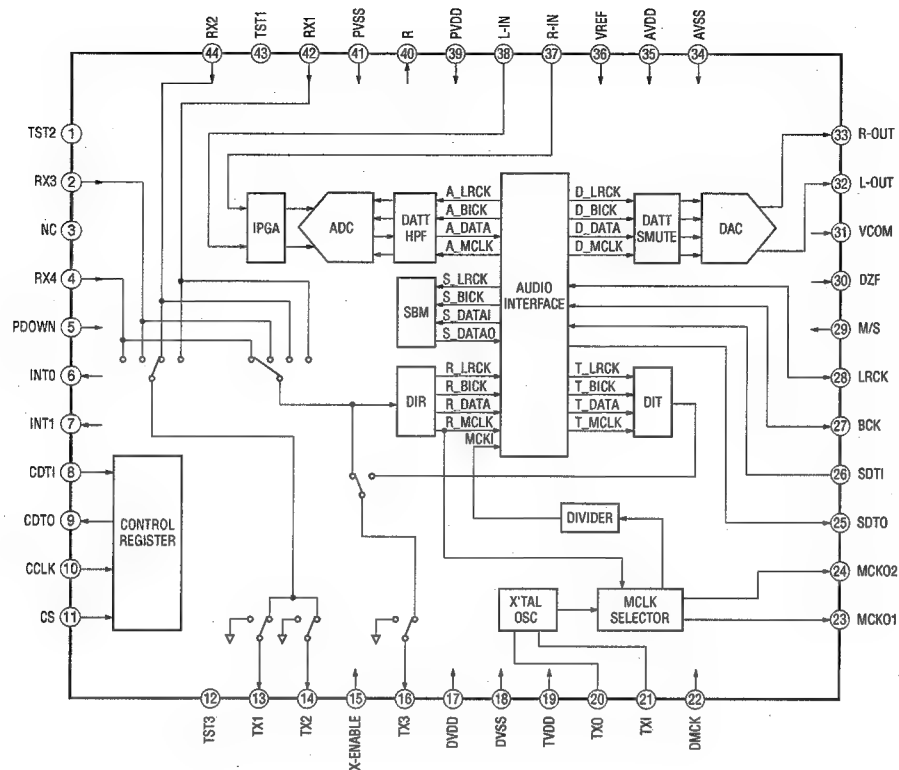 RX2
TST1
RX1
PVSS
R
PVDD
L-IN
R-IN
VREF
AVDD
AVSS
44
43
42
41
40
39
38
37
36
35
34
TST2 1
RX3 2
NC 3
RX4 4
PDOWN 5
INT0 6
INT1 7
CDTI 8
CDTO 9
CCLK 10
CS 11
33 R-OUT
32 L-OUT
31 VCOM
30 DZF
29 M/S
28 LRCK
27 BCK
26 SDTI
25 SDTO
24 MCKO2
23 MCKO1
IPGA
ADC
DATT
HPF
A_LRCK
A_BICK
A_DATA
A_MCLK
AUDIO
INTERFACE
D_LRCK
D_BICK
D_DATA
D_MCLK
DATT
SMUTE
DAC
SBM
S_LRCK
S_BICK
S_DATAI
S_DATAO
DIR
R_LRCK
R_BICK
R_DATA
R_MCLK
MCKI
T_LRCK
T_BICK
T_DATA
T_MCLK
DIT
CONTROL
REGISTER
DIVIDER
X'TAL
OSC
MCLK
SELECTOR
12
13
14
15
16
17
18
19
20
21
22
TST3
TX1
TX2
X-ENABLE
TX3
DVDD
DVSS
TVDD
TXO
TXI
DMCK